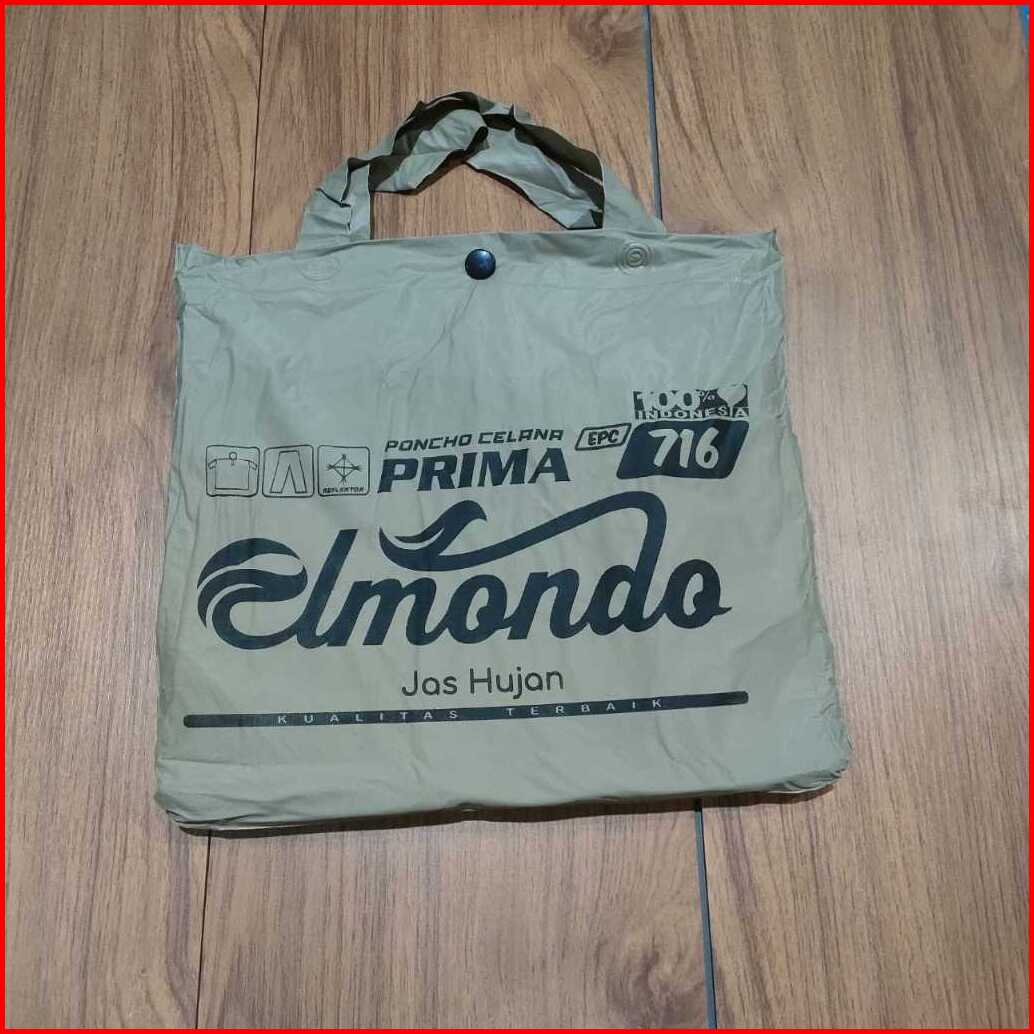 100%
INDONESIA
PONCHO CELANA
EPC
716
PRIMA
REFLEKTOR
Elmondo
Jas Hujan
KUALITAS TERBAIK